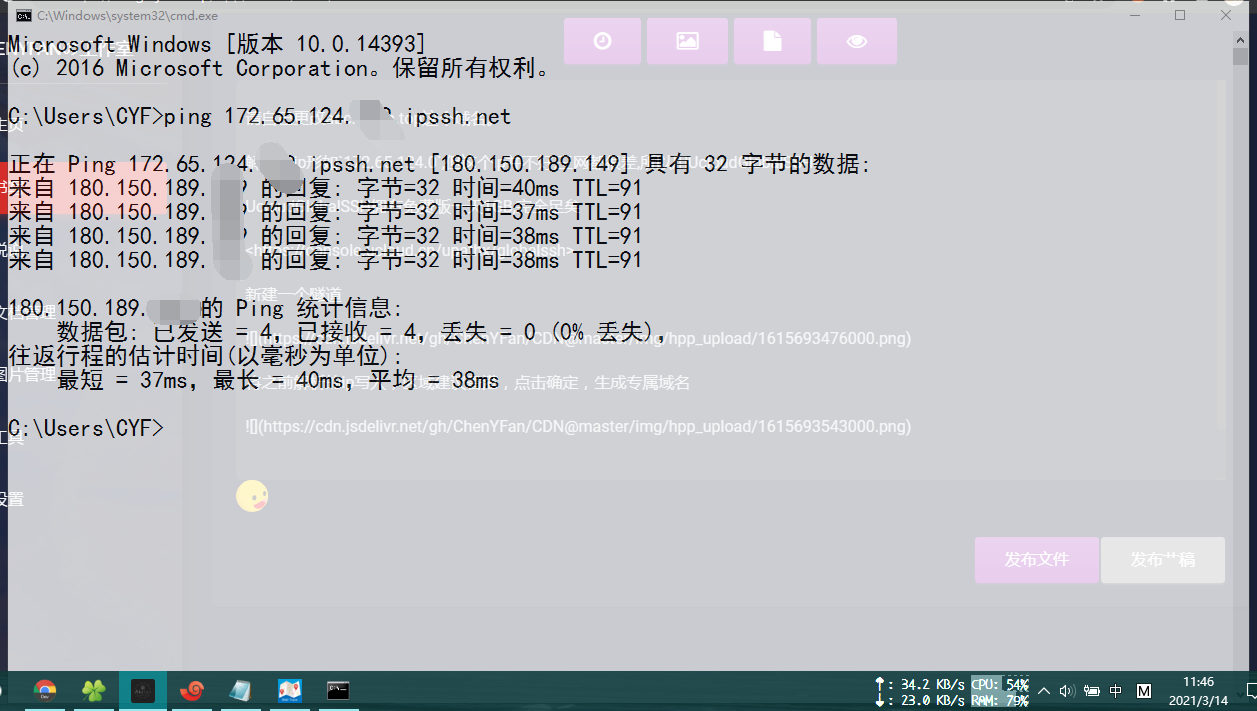 C:\Windows\system32\cmd.exe
Microsoft Windows [版本 10.0.14393]
(c) 2016 Microsoft Corporation。保留所有权利。
C:\Users\CYF>ping 172.65.124. ipssh.net
正在 Ping 172.65.124. ipssh.net [180.150.189.149] 具有 32 字节的数据:
来自 180.150.189. 的回复: 字节=32 时间=40ms TTL=91
来自 180.150.189. 的回复: 字节=32 时间=37ms TTL=91
来自 180.150.189. 的回复: 字节=32 时间=38ms TTL=91
来自 180.150.189. 的回复: 字节=32 时间=38ms TTL=91
新建一个隧道
180.150.189. 的 Ping 统计信息:
数据包: 已发送 = 4, 已接收 = 4, 丢失 = 0 (0% 丢失),
![](https://cdn.jsdelivr.net/gh/ChenYFan/CDN@master/img/hpp_upload/1615693476000.png)
往返行程的估计时间(以毫秒为单位):
最短 = 37ms, 最长 = 40ms, 平均 = 38ms
,点击确定,生成专属域名
C:\Users\CYF>
![](https://cdn.jsdelivr.net/gh/ChenYFan/CDN@master/img/hpp_upload/1615693543000.png)
文档管理
图片管理
工具
设置
发布文件
发布草稿
: 34.2 KB/s CPU: 54%
: 23.0 KB/s RAM: 79%
中
M
11:46
2021/3/14